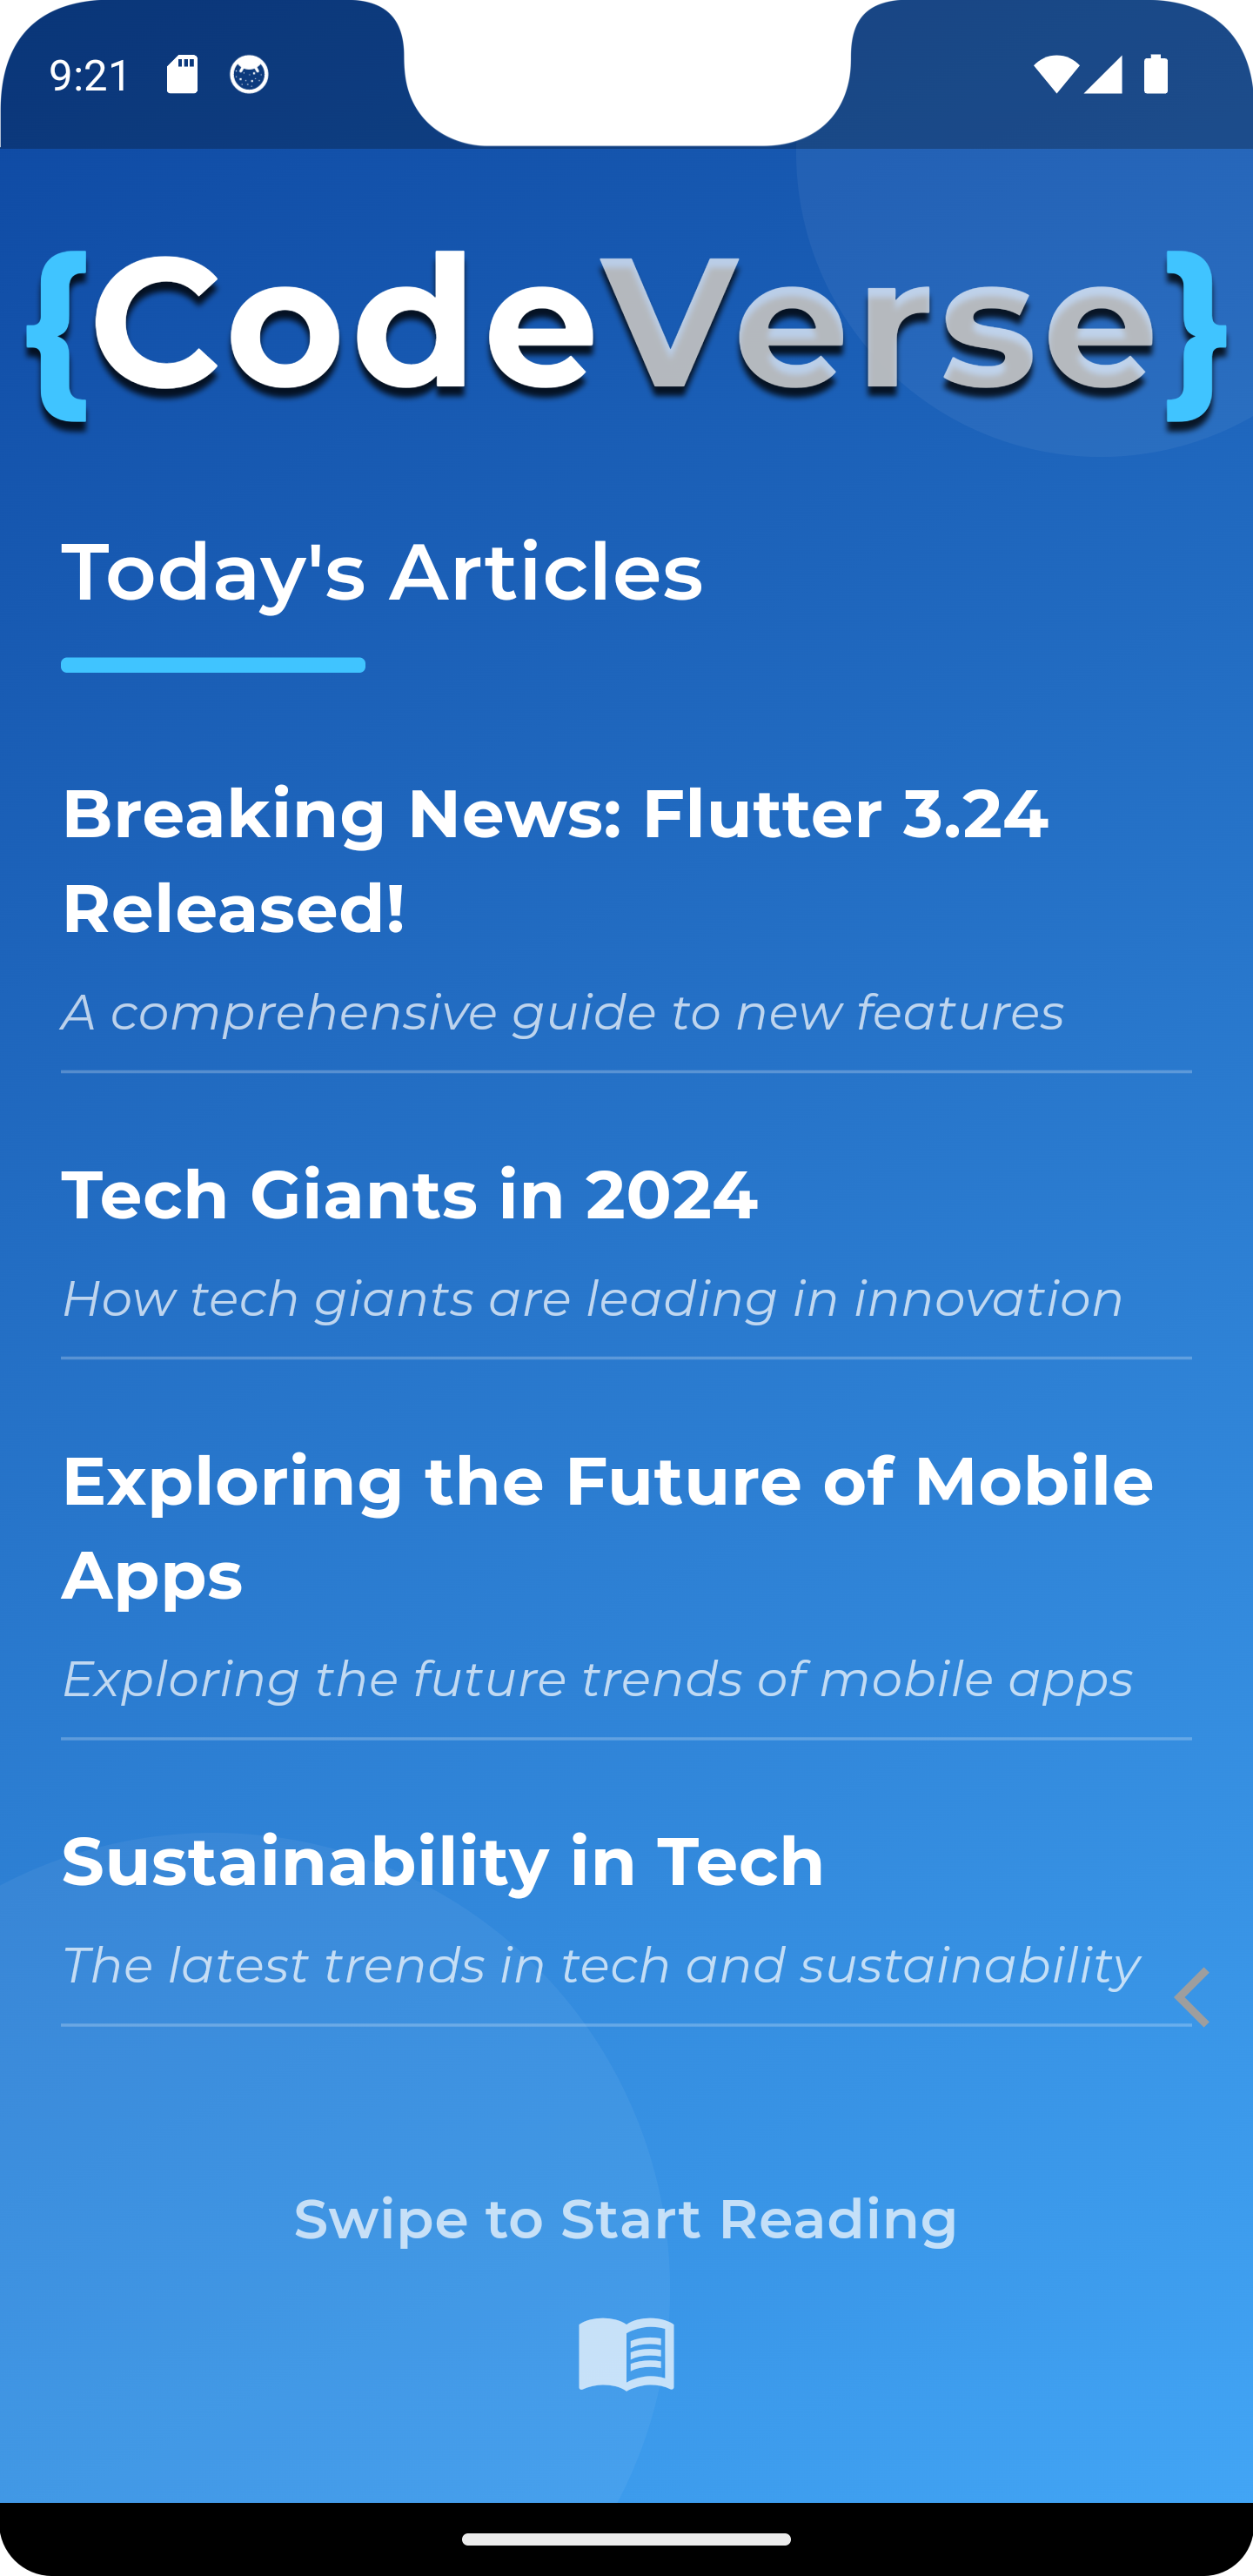 9:21
{CodeVerse}
Today's Articles
Breaking News: Flutter 3.24
Released!
A comprehensive guide to new features
Tech Giants in 2024
How tech giants are leading in innovation
Exploring the Future of Mobile
Apps
Exploring the future trends of mobile apps
Sustainability in Tech
The latest trends in tech and sustainability
Swipe to Start Reading